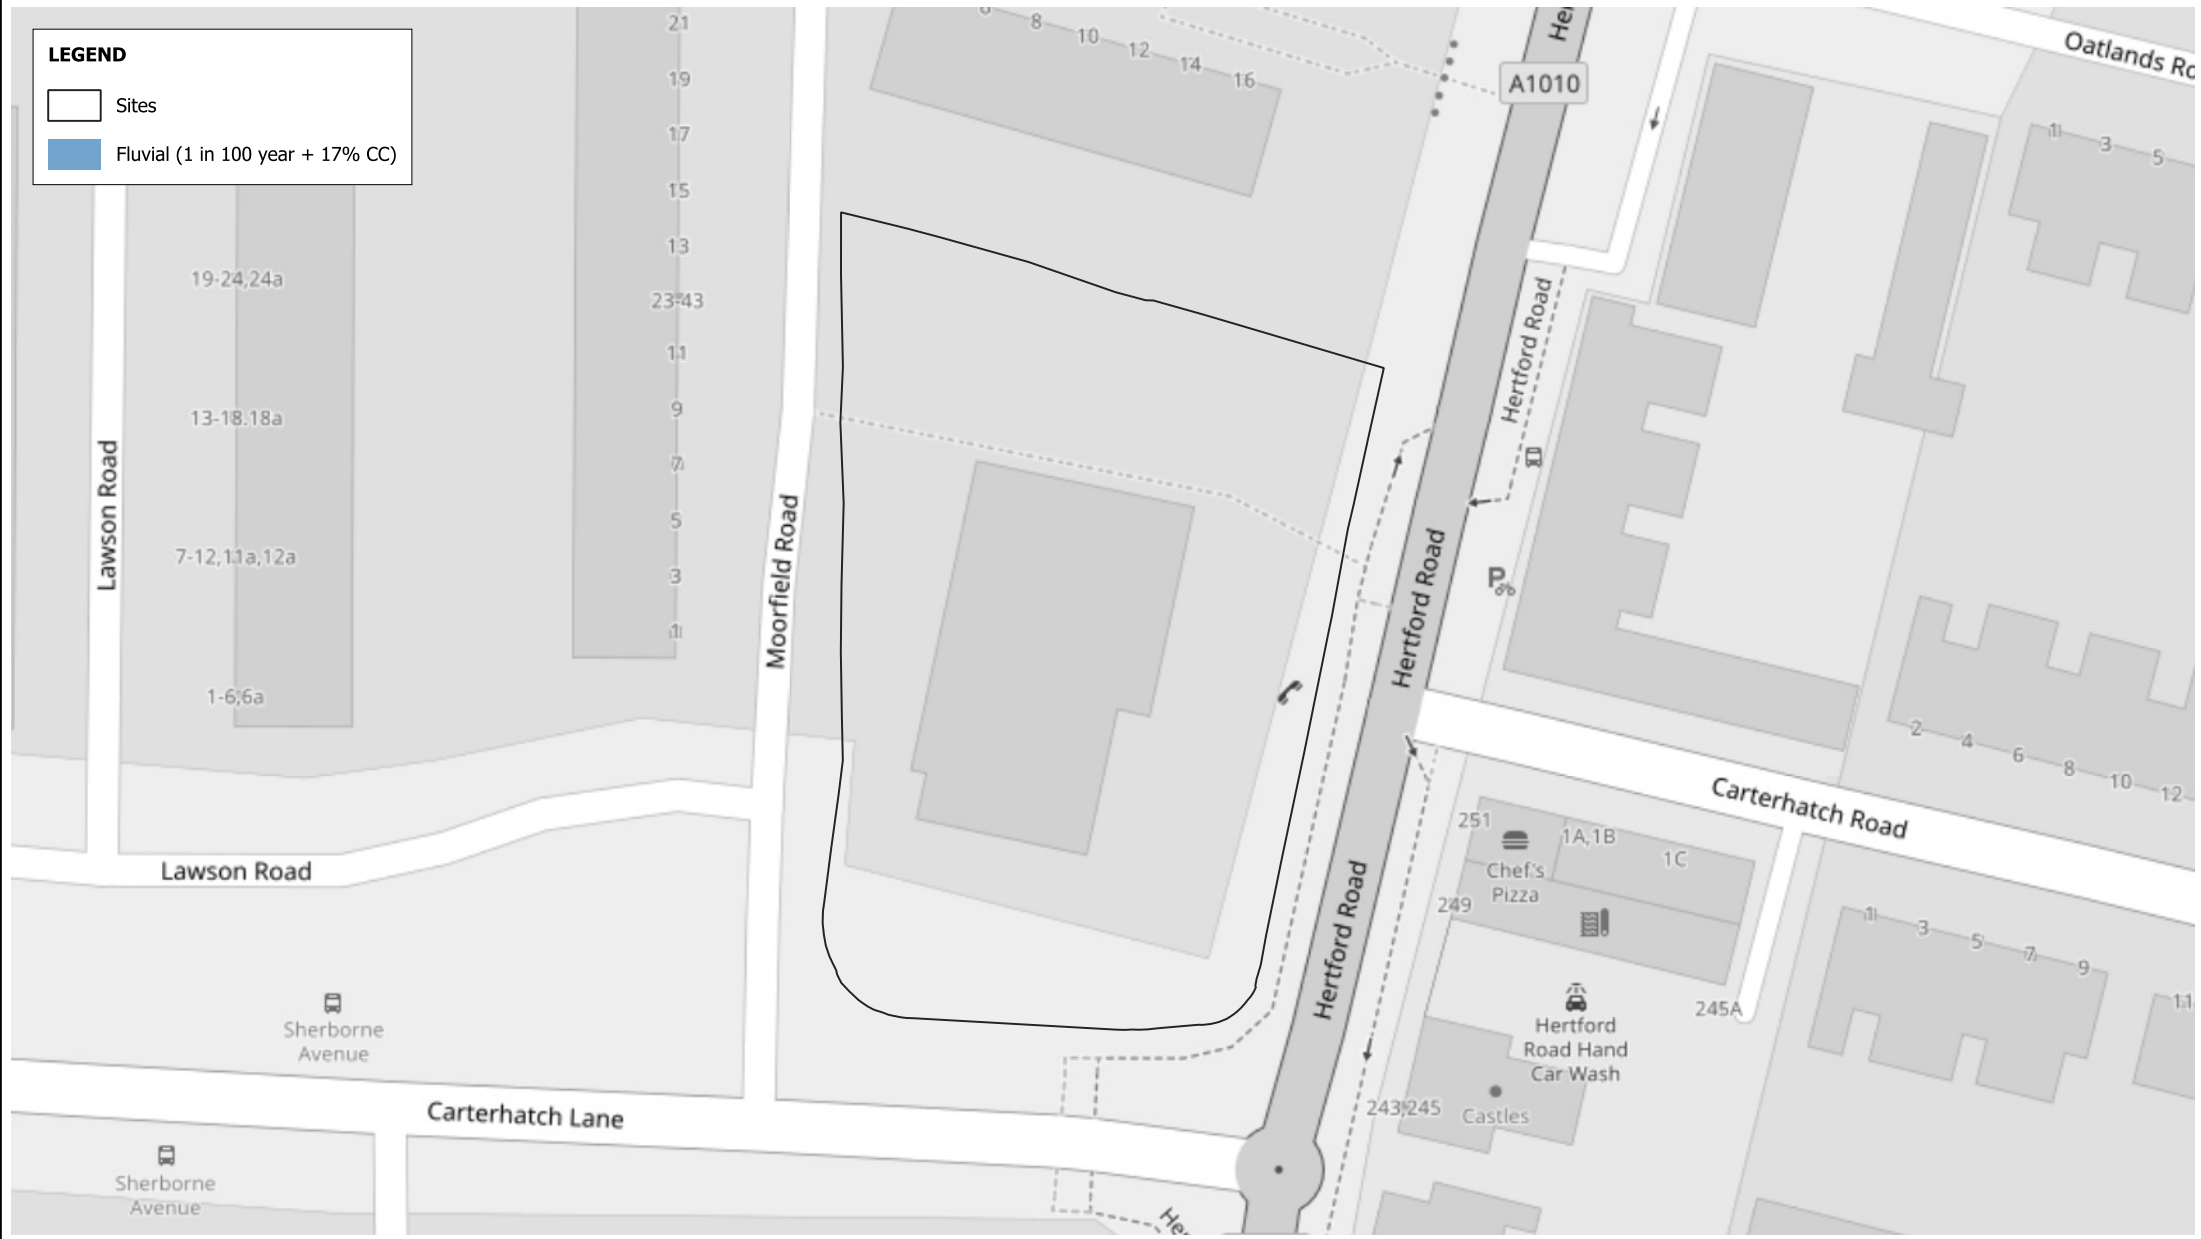 LEGEND
Sites
Fluvial (1 in 100 year + 17% CC)
21
19
17
15
13
23-43
11
9
7
5
3
1
8
10
12
14
16
A1010
Oatlands Ro
1
3
5
19-24,24a
13-18.18a
7-12,11a,12a
1-6,6a
Lawson Road
Lawson Road
Moorfield Road
Hertford Road
Hertford Road
Hertford Road
Her
P
Carterhatch Road
2
4
6
8
10
12
251
1A,1B
1C
Chef's
Pizza
249
245A
Hertford
Road Hand
Car Wash
243,245
Castles
1
3
5
7
9
11
Sherborne
Avenue
Carterhatch Lane
Sherborne
Avenue
Her